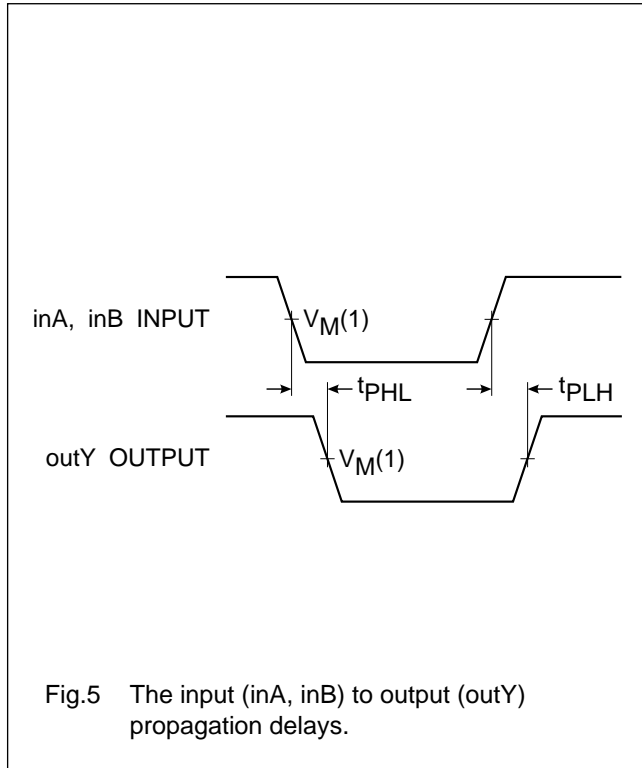 inA, inB INPUT
VM(1)
tPHL
tPLH
outY OUTPUT
VM(1)
Fig.5 The input (inA, inB) to output (outY)
propagation delays.